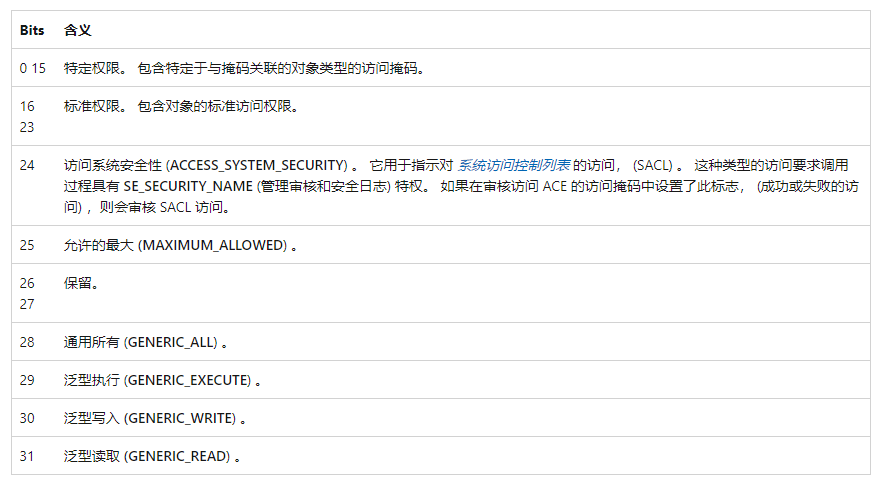 Bits 含义
0 15 特定权限。 包含特定于与掩码关联的对象类型的访问掩码。
16 标准权限。 包含对象的标准访问权限。
23
24 访问系统安全性 (ACCESS_SYSTEM_SECURITY) 。 它用于指示对 系统访问控制列表 的访问， (SACL) 。 这种类型的访问要求调用
过程具有 SE_SECURITY_NAME (管理审核和安全日志) 特权。 如果在审核访问 ACE 的访问掩码中设置了此标志， (成功或失败的访
问) ，则会审核 SACL 访问。
25 允许的最大 (MAXIMUM_ALLOWED) 。
26 保留。
27
28 通用所有 (GENERIC_ALL) 。
29 泛型执行 (GENERIC_EXECUTE) 。
30 泛型写入 (GENERIC_WRITE) 。
31 泛型读取 (GENERIC_READ) 。